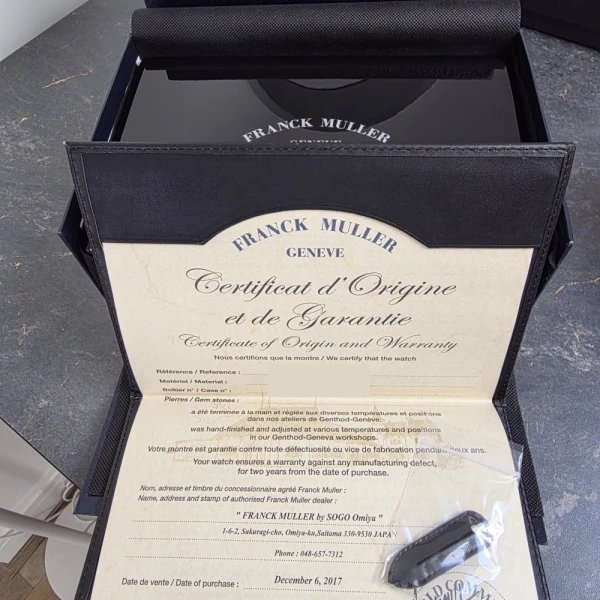 FRANCK MULLER
GENEVE
FRANCK MULLER
GENEVE
Certificat d'Origine
et de Garantie
Certificate of Origin and Warranty
Nous certifions que la montre / We certify that the watch
Référence / Reference :
Matériel / Material :
Boîtier n° / Case n° :
Pierres / Gem stones :
a été terminée à la main et réglée aux diverses températures et positions
dans nos ateliers de Genthod-Genève.
was hand-finished and adjusted at various temperatures and positions
in our Genthod-Geneva workshops.
Votre montre est garantie contre toute défectuosité ou vice de fabrication pendant deux ans.
Your watch ensures a warranty against any manufacturing defect,
for two years from the date of purchase.
Nom, adresse et timbre du concessionnaire agréé Franck Muller :
Name, address and stamp of authorised Franck Muller dealer :
" FRANCK MULLER by SOGO Omiya "
1-6-2, Sakuragi-cho, Omiya-ku,Saitama 330-9530 JAPAN
Phone : 048-657-7312
Date de vente / Date of purchase : December 6, 2017